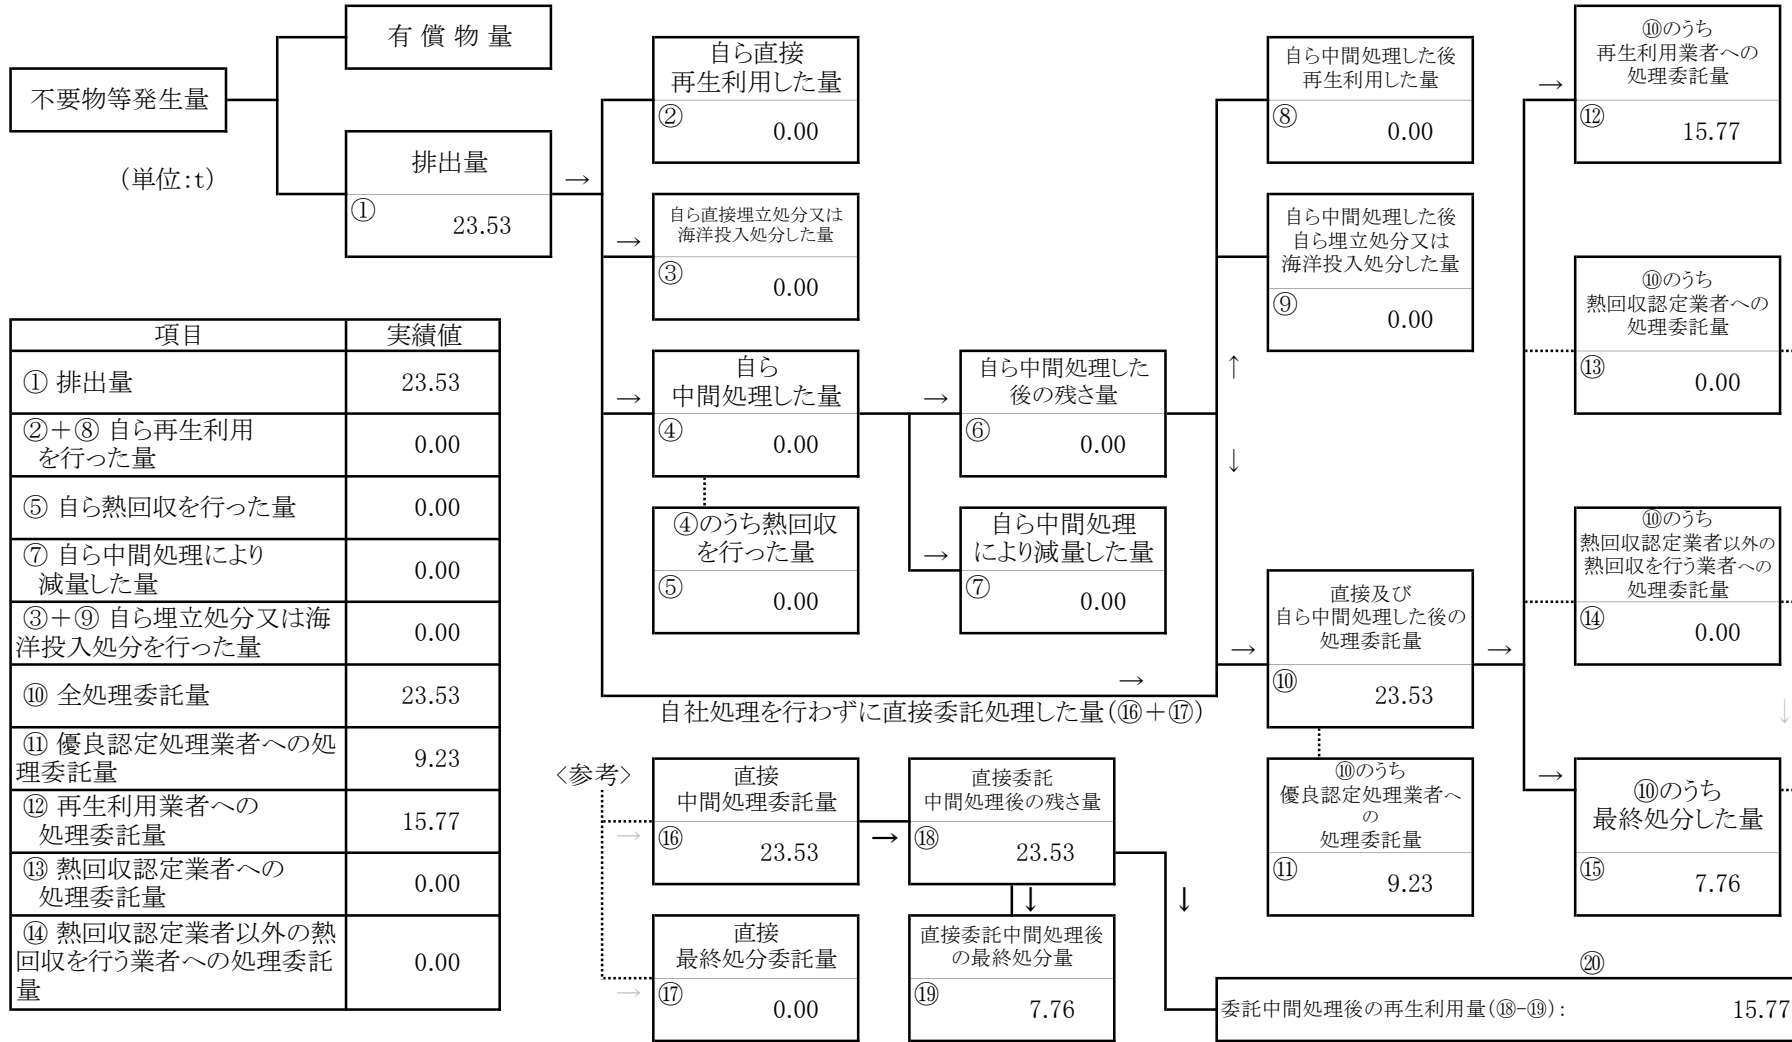 有 償 物 量
不要物等発生量
(単位:t)
排出量
①
23.53
→
自ら直接
再生利用した量
②
0.00
→
自ら直接埋立処分又は
海洋投入処分した量
③
0.00
→
自ら
中間処理した量
④
0.00
④のうち熱回収
を行った量
⑤
0.00
→
自ら中間処理した
後の残さ量
⑥
0.00
→
自ら中間処理
により減量した量
⑦
0.00
↑
↓
自ら中間処理した後
再生利用した量
⑧
0.00
自ら中間処理した後
自ら埋立処分又は
海洋投入処分した量
⑨
0.00
→
自社処理を行わずに直接委託処理した量(⑯+⑰)
→
直接及び
自ら中間処理した後の
処理委託量
⑩
23.53
⑩のうち
優良認定処理業者へ
の
処理委託量
⑪
9.23
→
→
⑩のうち
再生利用業者への
処理委託量
⑫
15.77
⑩のうち
熱回収認定業者への
処理委託量
⑬
0.00
⑩のうち
熱回収認定業者以外の
熱回収を行う業者への
処理委託量
⑭
0.00
↓
→
⑩のうち
最終処分した量
⑮
7.76
項目 実績値
① 排出量 23.53
②+⑧ 自ら再生利用
を行った量 0.00
⑤ 自ら熱回収を行った量 0.00
⑦ 自ら中間処理により
減量した量 0.00
③+⑨ 自ら埋立処分又は海
洋投入処分を行った量 0.00
⑩ 全処理委託量 23.53
⑪ 優良認定処理業者への処
理委託量 9.23
⑫ 再生利用業者への
処理委託量 15.77
⑬ 熱回収認定業者への
処理委託量 0.00
⑭ 熱回収認定業者以外の熱
回収を行う業者への処理委託
量 0.00
〈参考〉
→
直接
中間処理委託量
⑯
23.53
→
直接
最終処分委託量
⑰
0.00
→
直接委託
中間処理後の残さ量
⑱
23.53
↓
直接委託中間処理後
の最終処分量
⑲
7.76
↓
⑳
委託中間処理後の再生利用量(⑱-⑲): 15.77